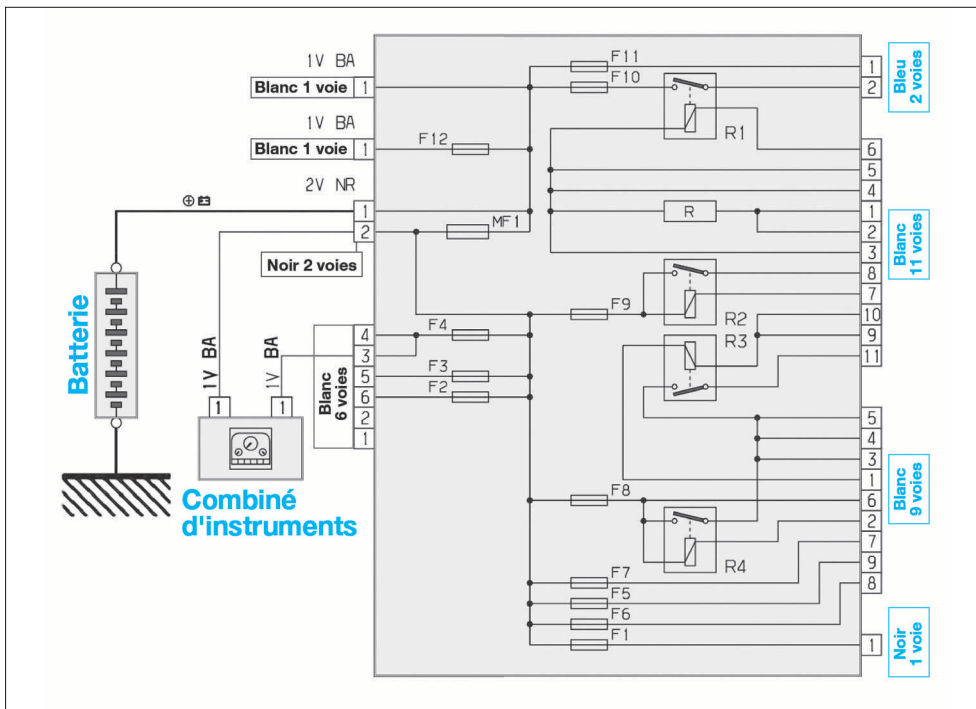 1V BA
Blanc 1 voie 1
1V BA
Blanc 1 voie 1
2V NR
1
2
Noir 2 voies
Batterie
1V BA
1V BA
1
1
Combiné
d'instruments
4
3
5
6
2
1
Blanc
6 voies
F12
MF1
F4
F3
F2
F11
F10
R1
R
F9
R2
R3
F8
R4
F7
F5
F6
F1
1
2
Bleu
2 voies
6
5
4
1
2
3
8
7
10
9
11
Blanc
11 voies
5
4
3
1
6
2
7
9
8
Blanc
9 voies
1
Noir
1 voie